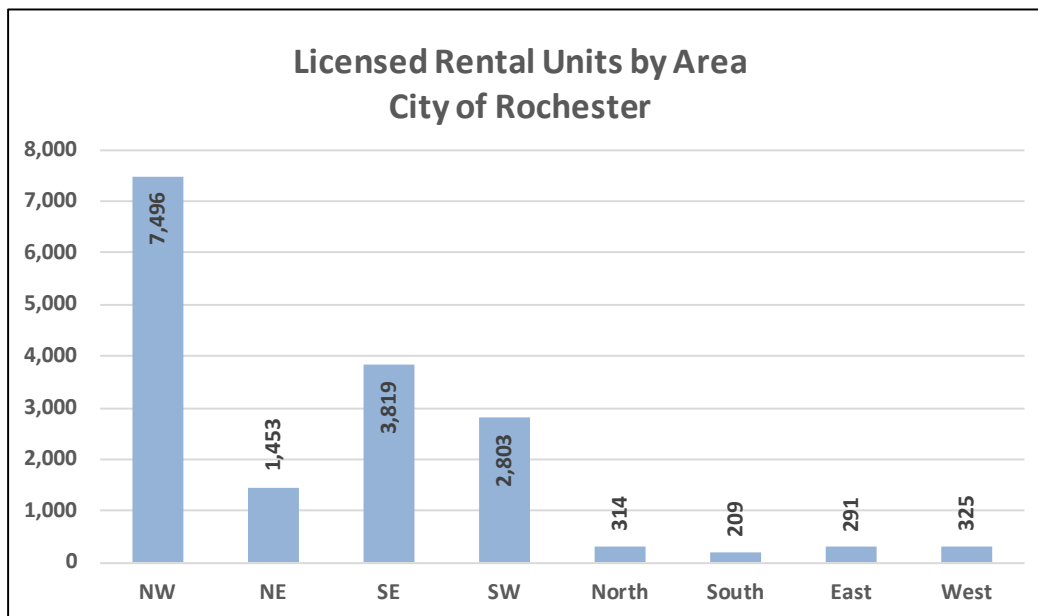 Licensed Rental Units by Area
City of Rochester
8,000
7,000
6,000
5,000
4,000
3,000
2,000
1,000
0
7,496
1,453
3,819
2,803
314
209
291
325
NW
NE
SE
SW
North
South
East
West